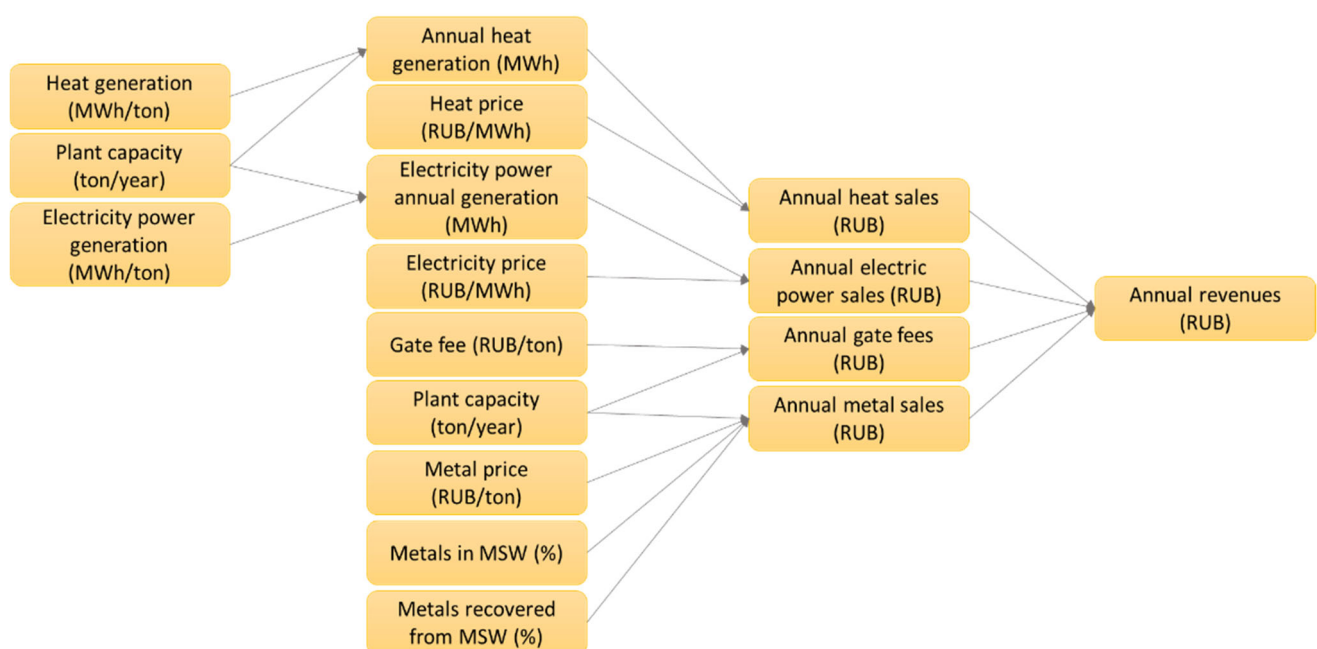 Heat generation
(MWh/ton)
Plant capacity
(ton/year)
Electricity power
generation
(MWh/ton)
Annual heat
generation (MWh)
Heat price
(RUB/MWh)
Electricity power
annual generation
(MWh)
Electricity price
(RUB/MWh)
Gate fee (RUB/ton)
Plant capacity
(ton/year)
Metal price
(RUB/ton)
Metals in MSW (%)
Metals recovered
from MSW (%)
Annual heat sales
(RUB)
Annual electric
power sales (RUB)
Annual gate fees
(RUB)
Annual metal sales
(RUB)
Annual revenues
(RUB)